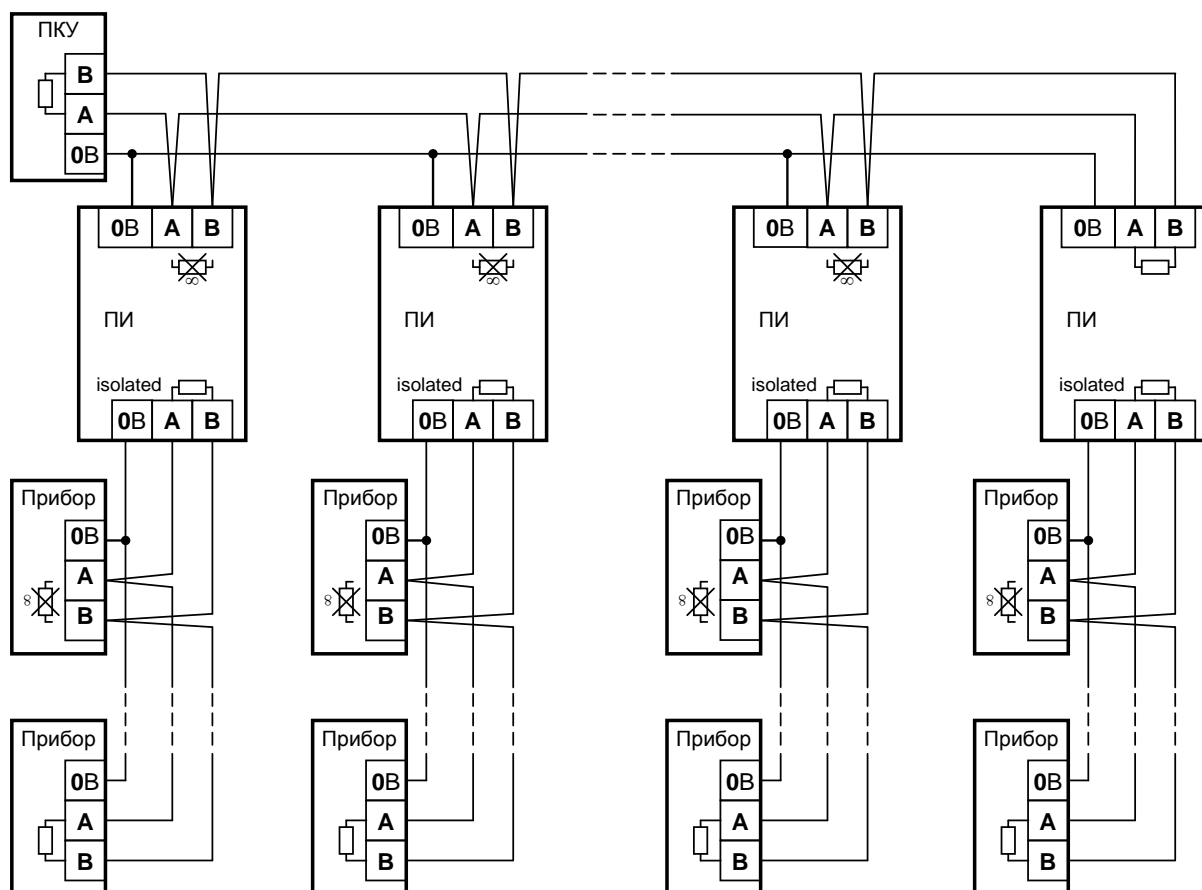 ПКУ
B
A
0В
0В A B 0В A B 0В A B 0В A B
∞ ∞ ∞
ПИ ПИ ПИ ПИ
isolated isolated isolated isolated
0В A B 0В A B 0В A B 0В A B
Прибор Прибор Прибор Прибор
0В 0В 0В 0В
A A A A
∞ ∞ ∞ ∞
B B B B
Прибор Прибор Прибор Прибор
0В 0В 0В 0В
A A A A
B B B B